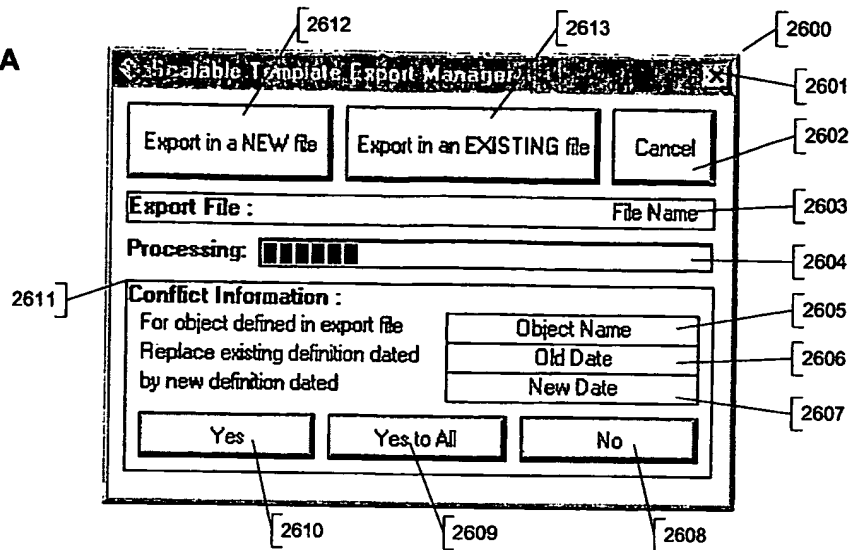 2612
2613
2600
A
Scalable Template Export Manager
2601
Export in a NEW file
Export in an EXISTING file
Cancel
2602
Export File :
File Name
2603
Processing:
2604
2611
Conflict Information :
For object defined in export file
Object Name
2605
Replace existing definition dated
Old Date
2606
by new definition dated
New Date
2607
Yes
Yes to All
No
2610
2609
2608